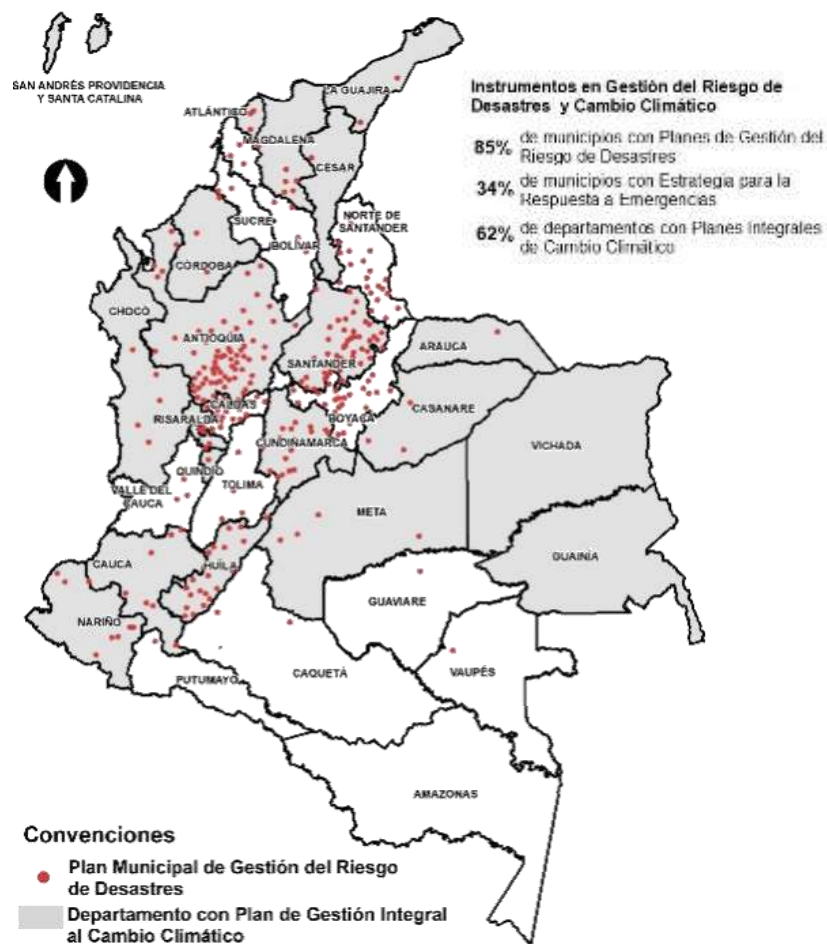 SAN ANDRÉS PROVIDENCIA
Y SANTA CATALINA
LA GUAJIRA
ATLÁNTICO
MAGDALENA
CESAR
Instrumentos en Gestión del Riesgo de
Desastres y Cambio Climático
85% de municipios con Planes de Gestión del
Riesgo de Desastres
34% de municipios con Estrategia para la
Respuesta a Emergencias
62% de departamentos con Planes Integrales
de Cambio Climático
SUCRE
NORTE DE
SANTANDER
BOLÍVAR
CÓRDOBA
CHOCÓ
ANTIOQUIA
SANTANDER
ARAUCA
CALDAS
RISARALDA
BOYACÁ
CASANARE
CUNDINAMARCA
VICHADA
QUINDIO
TOLIMA
VALLE DEL
CAUCA
META
GUAINÍA
CAUCA
HUILA
GUAVIARE
NARIÑO
CAQUETÁ
VAUPÉS
PUTUMAYO
AMAZONAS
Convenciones
Plan Municipal de Gestión del Riesgo
de Desastres
Departamento con Plan de Gestión Integral
al Cambio Climático